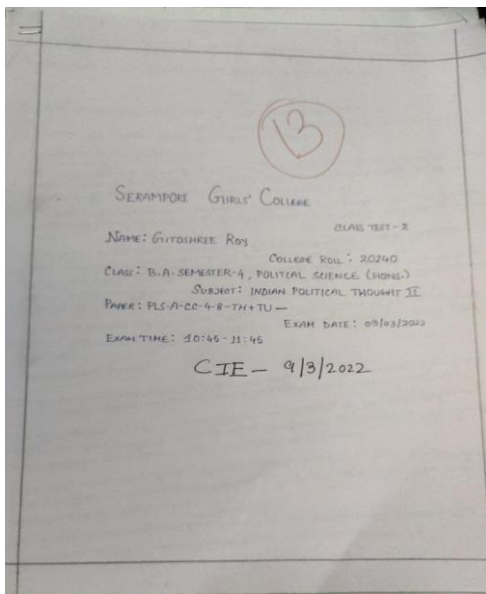 13
SERAMPORE GIRLS' COLLEGE
CLASS TEST-2
NAME: GITOSHREE ROY
COLLEGE ROLL: 20240
CLASS: B.A. SEMESTER-4, POLITCAL SCIENCE (HONS.)
SUBJECT: INDIAN POLITICAL THOUGHT II
PAPER: PLS-A-CC-4-8-TH+TU—
EXAM DATE: 09/03/2022
EXAM TIME: 10:45-11:45
CIE — 9/3/2022